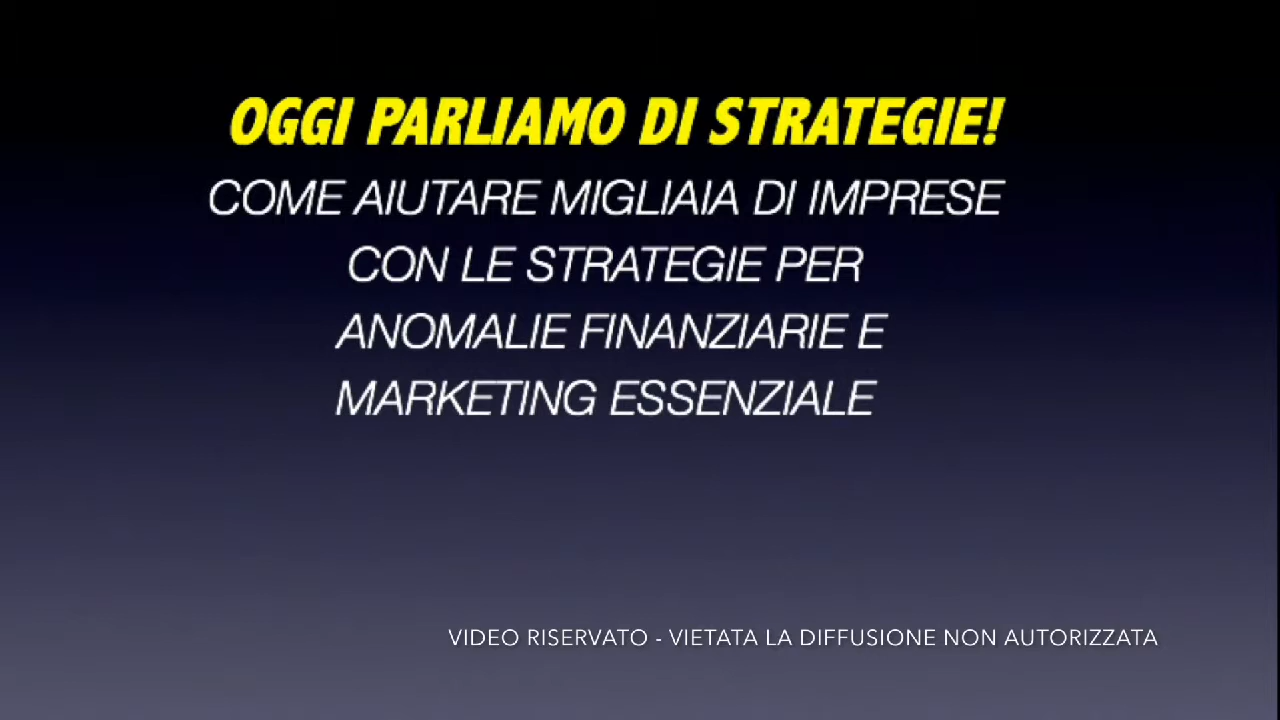 OGGI PARLIAMO DI STRATEGIE!
COME AIUTARE MIGLIAIA DI IMPRESE
CON LE STRATEGIE PER
ANOMALIE FINANZIARIE E
MARKETING ESSENZIALE
VIDEO RISERVATO - VIETATA LA DIFFUSIONE NON AUTORIZZATA